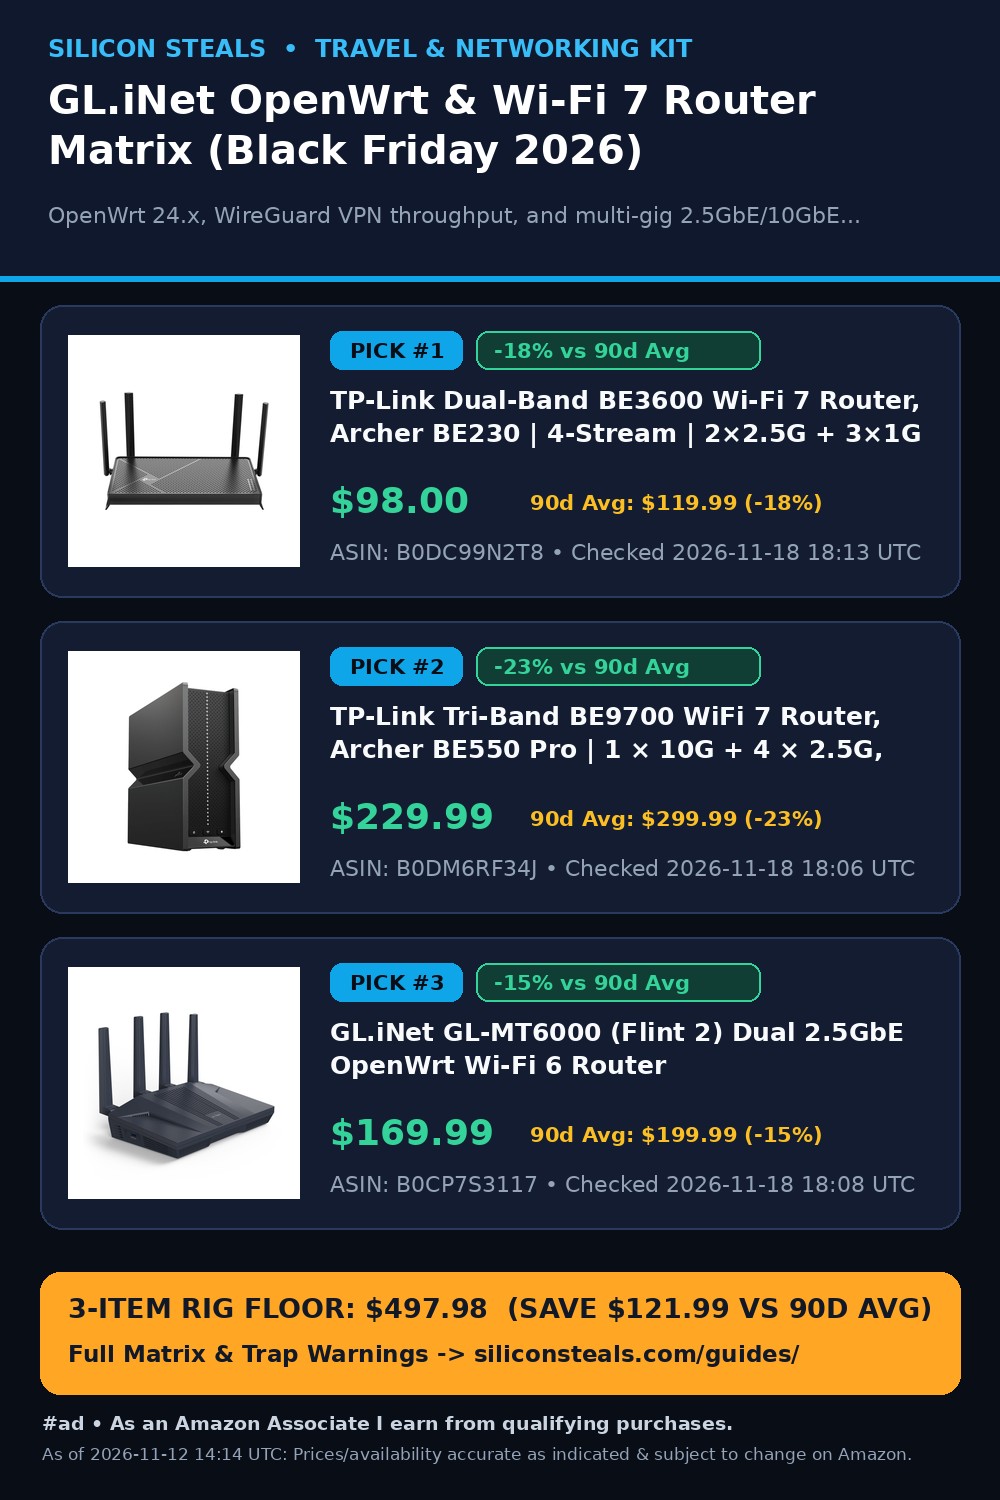 SILICON STEALS • TRAVEL & NETWORKING KIT
GL.iNet OpenWrt & Wi-Fi 7 Router
Matrix (Black Friday 2026)
OpenWrt 24.x, WireGuard VPN throughput, and multi-gig 2.5GbE/10GbE...
PICK #1
-18% vs 90d Avg
TP-Link Dual-Band BE3600 Wi-Fi 7 Router,
Archer BE230 | 4-Stream | 2×2.5G + 3×1G
$98.00
90d Avg: $119.99 (-18%)
ASIN: B0DC99N2T8 • Checked 2026-11-18 18:13 UTC
PICK #2
-23% vs 90d Avg
TP-Link Tri-Band BE9700 WiFi 7 Router,
Archer BE550 Pro | 1 × 10G + 4 × 2.5G,
$229.99
90d Avg: $299.99 (-23%)
ASIN: B0DM6RF34J • Checked 2026-11-18 18:06 UTC
PICK #3
-15% vs 90d Avg
GL.iNet GL-MT6000 (Flint 2) Dual 2.5GbE
OpenWrt Wi-Fi 6 Router
$169.99
90d Avg: $199.99 (-15%)
ASIN: B0CP7S3117 • Checked 2026-11-18 18:08 UTC
3-ITEM RIG FLOOR: $497.98 (SAVE $121.99 VS 90D AVG)
Full Matrix & Trap Warnings -> siliconsteals.com/guides/
#ad • As an Amazon Associate I earn from qualifying purchases.
As of 2026-11-12 14:14 UTC: Prices/availability accurate as indicated & subject to change on Amazon.